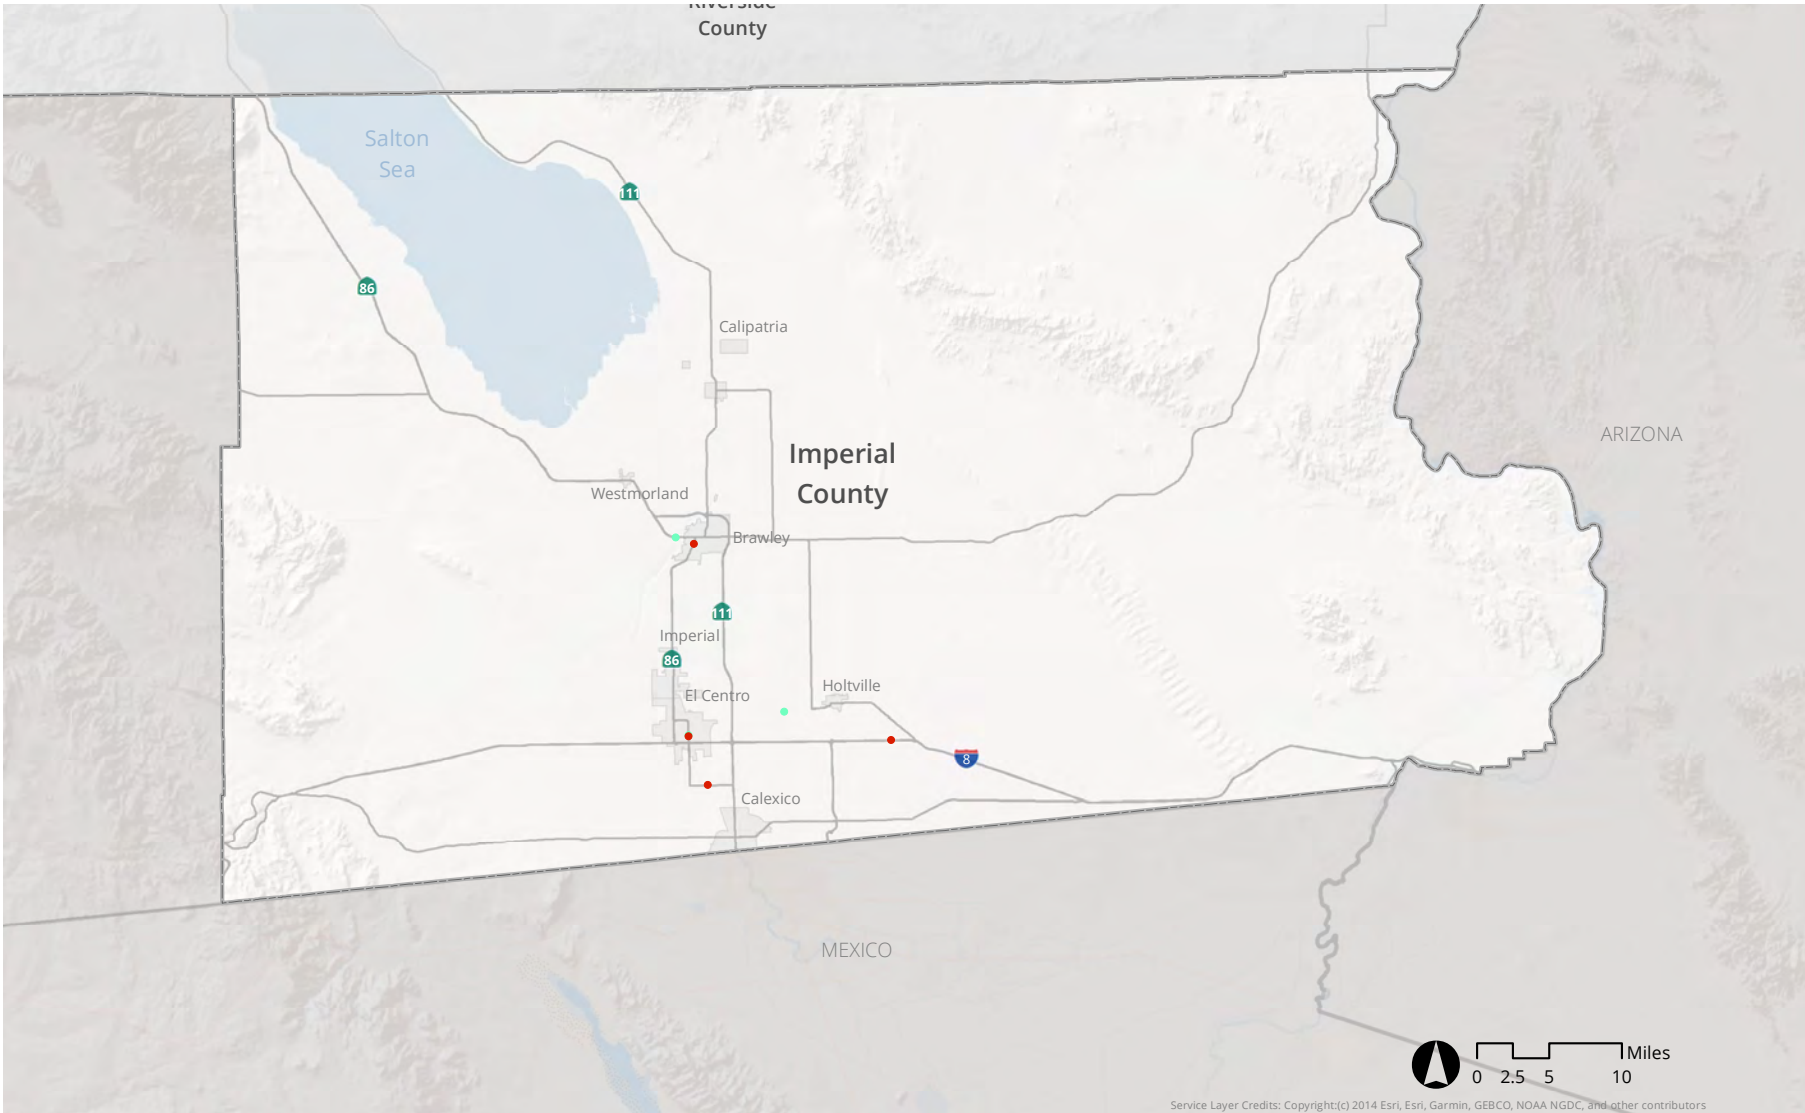 Riverside
County
Salton
Sea
111
86
Calipatria
ARIZONA
Imperial
County
Westmorland
Brawley
111
Imperial
86
El Centro
Holtville
8
Calexico
MEXICO
Miles
0 2.5 5 10
Service Layer Credits: Copyright:(c) 2014 Esri, Esri, Garmin, GEBCO, NOAA NGDC, and other contributors